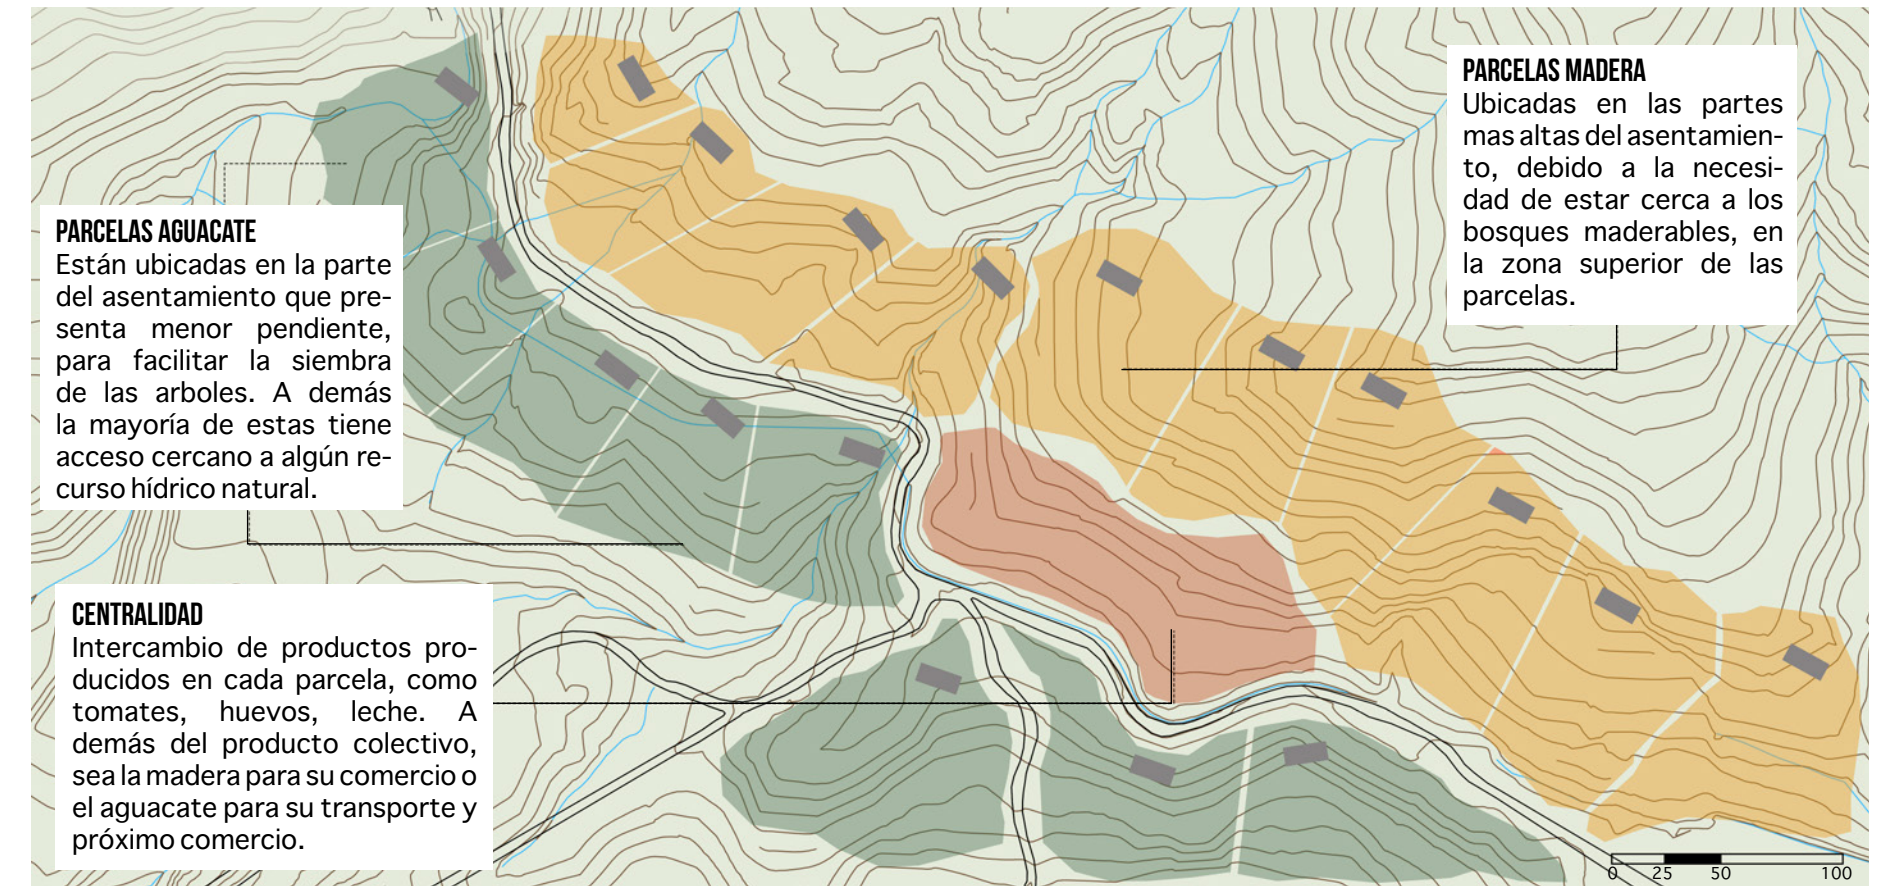 PARCELAS MADERA
Ubicadas en las partes
mas altas del asentamien-
to, debido a la necesi-
dad de estar cerca a los
bosques maderables, en
la zona superior de las
parcelas.
PARCELAS AGUACATE
Están ubicadas en la parte
del asentamiento que pre-
senta menor pendiente,
para facilitar la siembra
de las arboles. A demás
la mayoría de estas tiene
acceso cercano a algún re-
curso hídrico natural.
CENTRALIDAD
Intercambio de productos pro-
ducidos en cada parcela, como
tomates, huevos, leche. A
demás del producto colectivo,
sea la madera para su comercio o
el aguacate para su transporte y
próximo comercio.
0 25 50 100